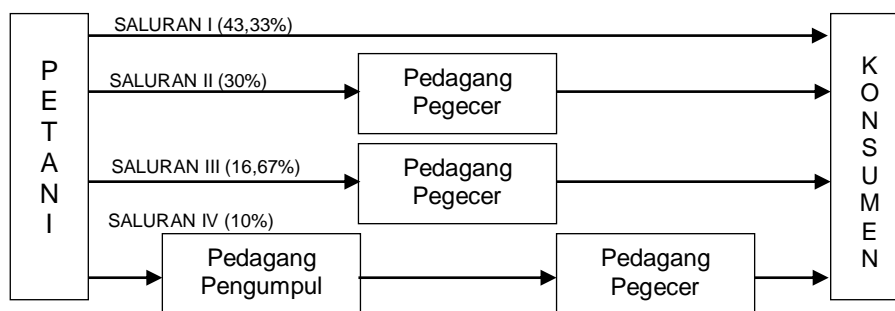 PETANI
SALURAN I (43,33%)
SALURAN II (30%)
Pedagang
Pegecer
SALURAN III (16,67%)
Pedagang
Pegecer
SALURAN IV (10%)
Pedagang
Pengumpul
Pedagang
Pegecer
KONSUMEN